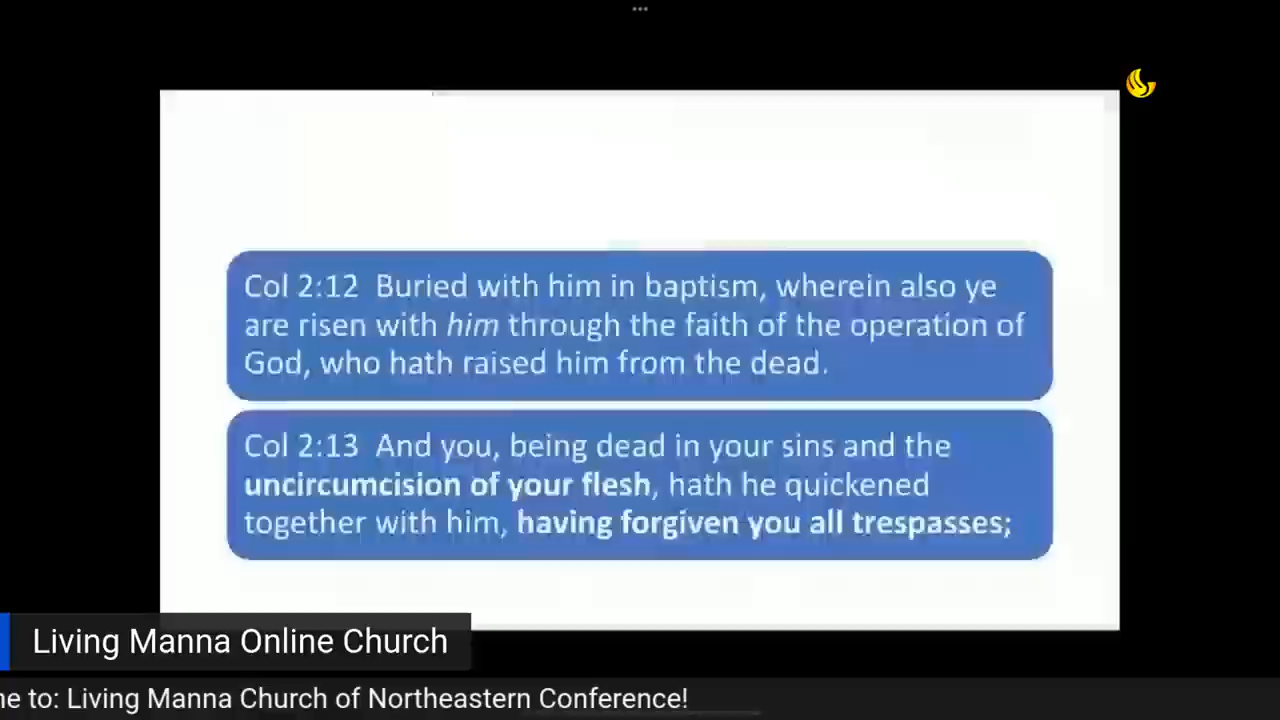 Col 2:12 Buried with him in baptism, wherein also ye
are risen with him through the faith of the operation of
God, who hath raised him from the dead.
Col 2:13 And you, being dead in your sins and the
uncircumcision of your flesh, hath he quickened
together with him, having forgiven you all trespasses;
Living Manna Online Church
to: Living Manna Church of Northeastern Conference!